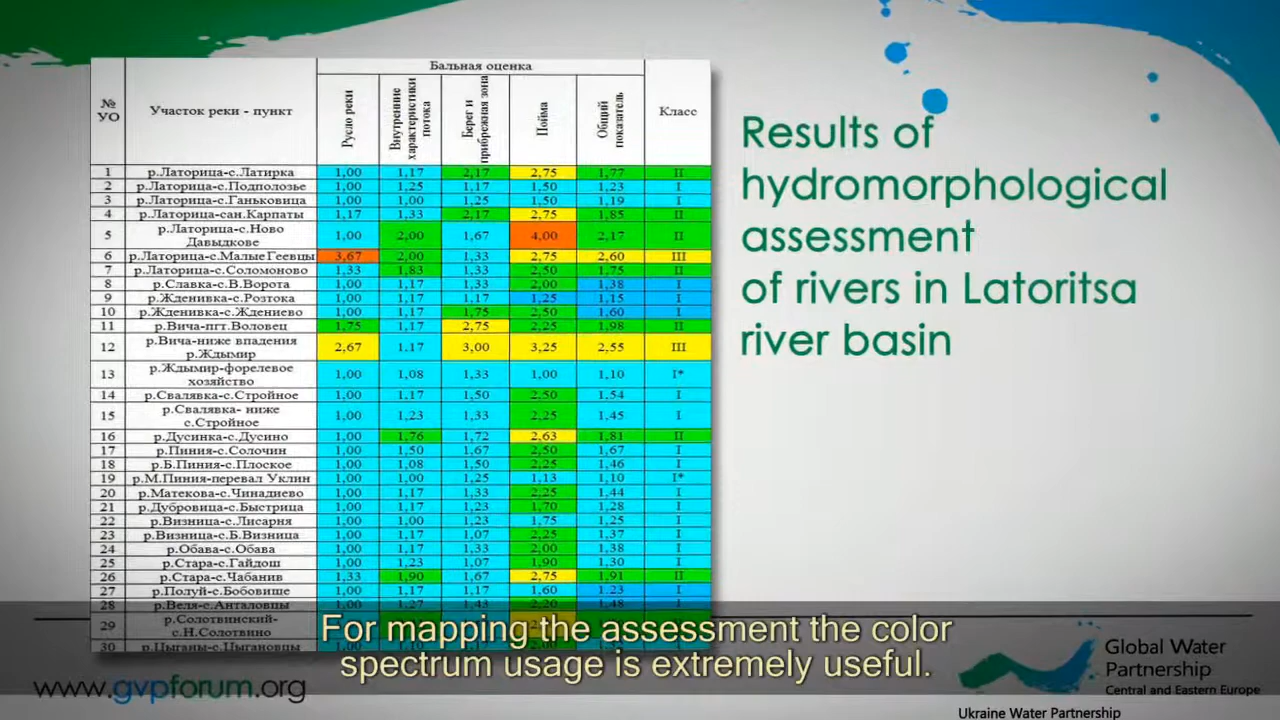 № УО | Участок реки - пункт | Бальная оценка | Класс
Русло реки | Внутренние характеристики потока | Берег и прибрежная зона | Пойма | Общий показатель
1 | р.Латорица-с.Латирка | 1,00 | 1,17 | 2,17 | 2,75 | 1,77 | II
2 | р.Латорица-с.Подполозье | 1,00 | 1,25 | 1,17 | 1,50 | 1,23 | I
3 | р.Латорица-с.Ганьковица | 1,00 | 1,00 | 1,25 | 1,50 | 1,19 | I
4 | р.Латорица-сан.Карпаты | 1,17 | 1,33 | 2,17 | 2,75 | 1,85 | II
5 | р.Латорица-с.Ново Давыдкове | 1,00 | 2,00 | 1,67 | 4,00 | 2,17 | II
6 | р.Латорица-с.Малые Геевцы | 3,67 | 2,00 | 1,33 | 2,75 | 2,60 | III
7 | р.Латорица-с.Соломоново | 1,33 | 1,83 | 1,33 | 2,50 | 1,75 | II
8 | р.Славка-с.В.Ворота | 1,00 | 1,17 | 1,33 | 2,00 | 1,38 | I
9 | р.Жденивка-с.Розтока | 1,00 | 1,17 | 1,17 | 1,25 | 1,15 | I
10 | р.Жденивка-с.Ждениево | 1,00 | 1,17 | 1,75 | 2,50 | 1,60 | I
11 | р.Вича-пгт.Воловец | 1,75 | 1,17 | 2,75 | 2,25 | 1,98 | II
12 | р.Вича-ниже впадения р.Ждымир | 2,67 | 1,17 | 3,00 | 3,25 | 2,55 | III
13 | р.Ждымир-форелевое хозяйство | 1,00 | 1,08 | 1,33 | 1,00 | 1,10 | I*
14 | р.Свалявка-с.Стройное | 1,00 | 1,17 | 1,50 | 2,50 | 1,54 | I
15 | р.Свалявка- ниже с.Стройное | 1,00 | 1,23 | 1,33 | 2,25 | 1,45 | I
16 | р.Дусинка-с.Дусино | 1,00 | 1,76 | 1,72 | 2,63 | 1,81 | II
17 | р.Пиния-с.Солочин | 1,00 | 1,50 | 1,67 | 2,50 | 1,67 | I
18 | р.Б.Пиния-с.Плоское | 1,00 | 1,08 | 1,50 | 2,25 | 1,46 | I
19 | р.М.Пиния-перевал Уклин | 1,00 | 1,00 | 1,25 | 1,13 | 1,10 | I*
20 | р.Матекова-с.Чинадиево | 1,00 | 1,17 | 1,33 | 2,25 | 1,44 | I
21 | р.Дубровица-с.Быстрица | 1,00 | 1,17 | 1,23 | 1,70 | 1,28 | I
22 | р.Визница-с.Лисарня | 1,00 | 1,00 | 1,23 | 1,75 | 1,25 | I
23 | р.Визница-с.Б.Визница | 1,00 | 1,17 | 1,07 | 2,25 | 1,37 | I
24 | р.Обава-с.Обава | 1,00 | 1,17 | 1,33 | 2,00 | 1,38 | I
25 | р.Стара-с.Гайдош | 1,00 | 1,23 | 1,07 | 1,90 | 1,30 | I
26 | р.Стара-с.Чабанив | 1,33 | 1,90 | 1,67 | 2,75 | 1,91 | II
27 | р.Полуй-с.Бобовище | 1,00 | 1,17 | 1,17 | 1,60 | 1,23 | I
28 | р.Веля-с.Анталовцы | 1,00 | 1,27 | 1,43 | 2,20 | 1,48 | I
29 | р.Солотвинский-с.Н.Солотвино
30 | р.Цыганы-с.Цыгановцы
Results of
hydromorphological
assessment
of rivers in Latoritsa
river basin
For mapping the assessment the color
spectrum usage is extremely useful.
www.gvpforum.org
Global Water
Partnership
Central and Eastern Europe
Ukraine Water Partnership